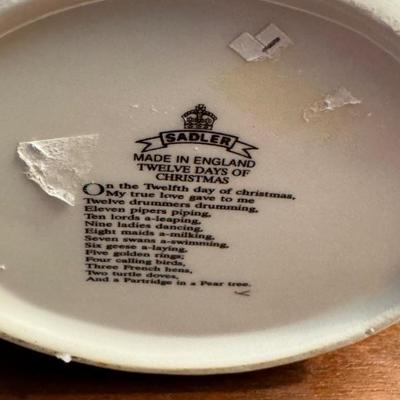 SADLER
MADE IN ENGLAND
TWELVE DAYS OF
CHRISTMAS
On the Twelfth day of christmas,
My true love gave to me
Twelve drummers drumming,
Eleven pipers piping,
Ten lords a-leaping,
Nine ladies dancing,
Eight maids a-milking,
Seven swans a-swimming,
Six geese a-laying,
Five golden rings;
Four calling birds,
Three French hens,
Two turtle doves,
And a Partridge in a Pear tree.